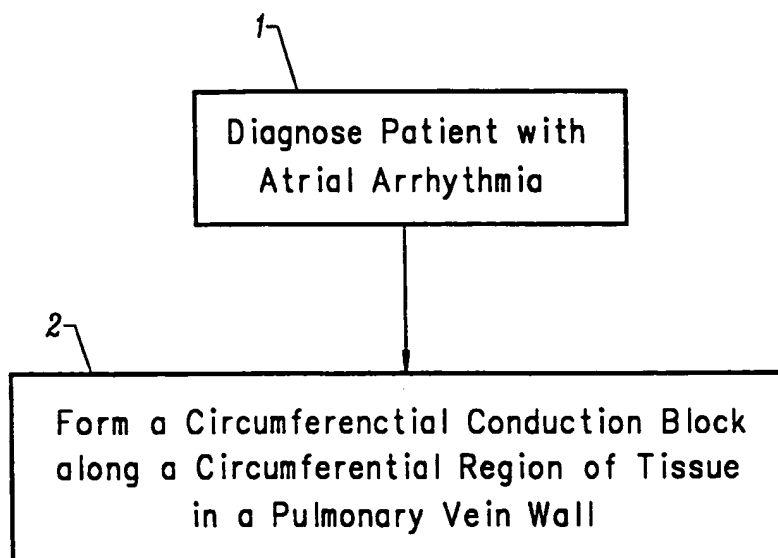 1
Diagnose Patient with
Atrial Arrhythmia
2
Form a Circumferenctial Conduction Block
along a Circumferential Region of Tissue
in a Pulmonary Vein Wall